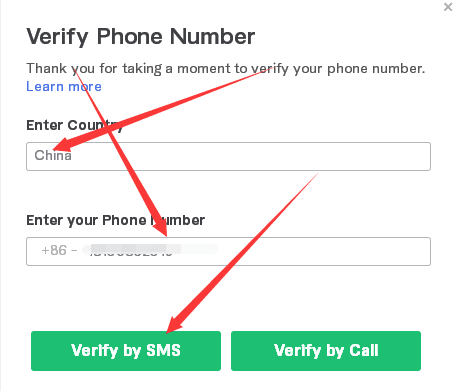 ×
Verify Phone Number
Thank you for taking a moment to verify your phone number.
Learn more
Enter Country
China
Enter your Phone Number
+86 -
Verify by SMS
Verify by Call